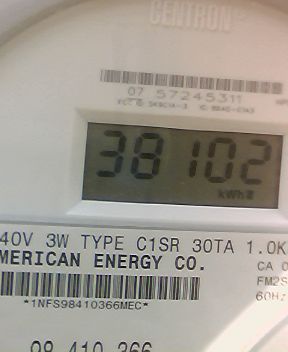 CENTRON
07 57245311
38102
kWh
40V 3W TYPE C1SR 30TA 1.0K
MERICAN ENERGY CO.
CA 0
FM2S
60Hz
*1NFS98410366MEC*
98 410 366